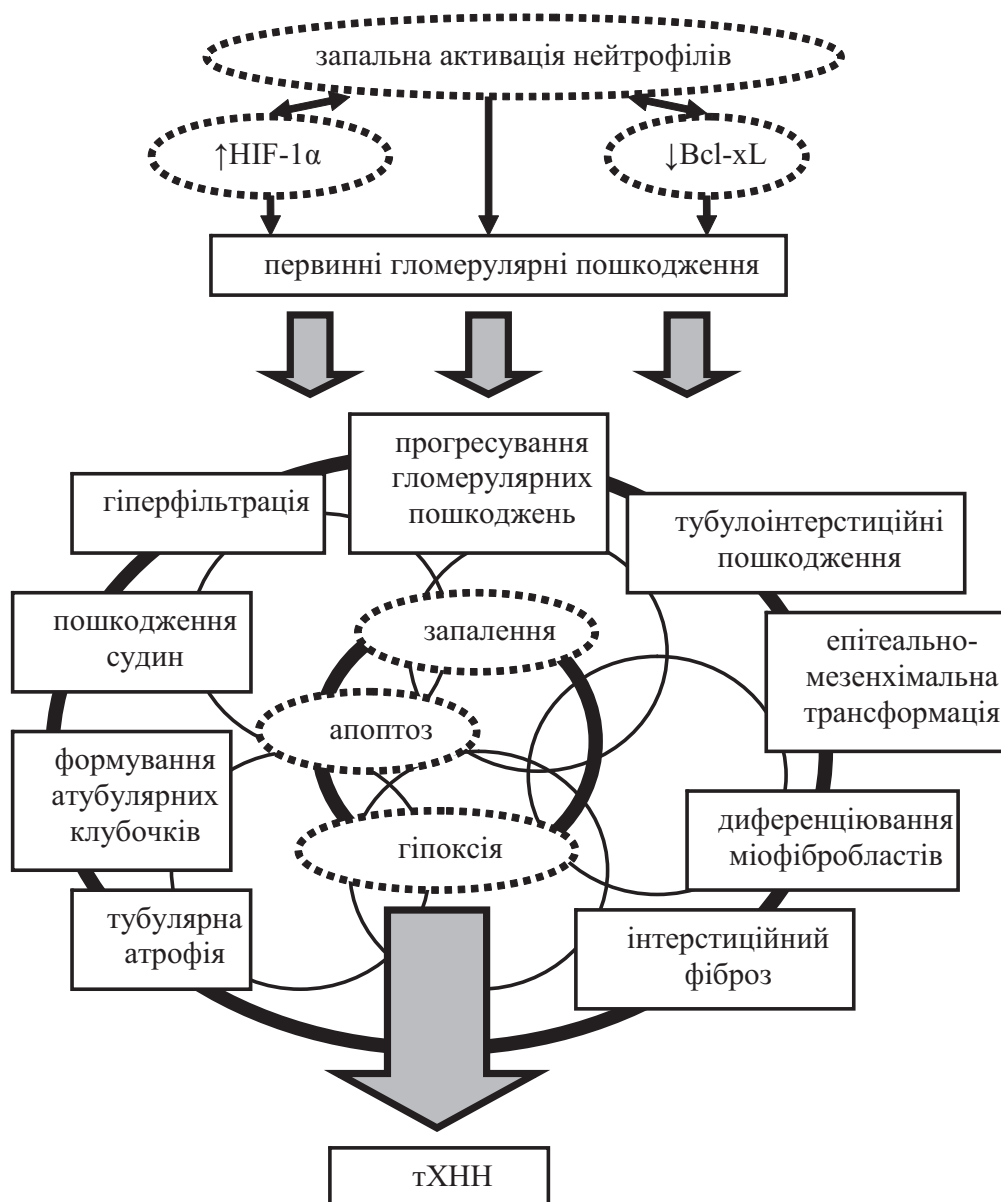 запальна активація нейтрофілів
↑HIF-1α
↓Bcl-xL
первинні гломерулярні пошкодження
прогресування
гломерулярних
пошкоджень
гіперфільтрація
тубулоінтерстиційні
пошкодження
пошкодження
судин
запалення
епітеально-
мезенхімальна
трансформація
апоптоз
формування
атубулярних
клубочків
гіпоксія
диференціювання
міофібробластів
тубулярна
атрофія
інтерстиційний
фіброз
тХНН